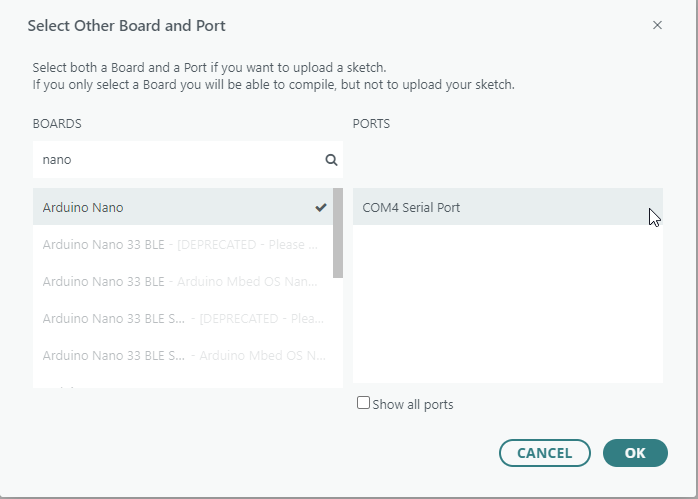 Select Other Board and Port
Select both a Board and a Port if you want to upload a sketch.
If you only select a Board you will be able to compile, but not to upload your sketch.
BOARDS
PORTS
nano
Arduino Nano
COM4 Serial Port
Arduino Nano 33 BLE - [DEPRECATED - Please ...
Arduino Nano 33 BLE - Arduino Mbed OS Nan...
Arduino Nano 33 BLE S... - [DEPRECATED - Plea...
Arduino Nano 33 BLE S... - Arduino Mbed OS N...
Show all ports
CANCEL
OK